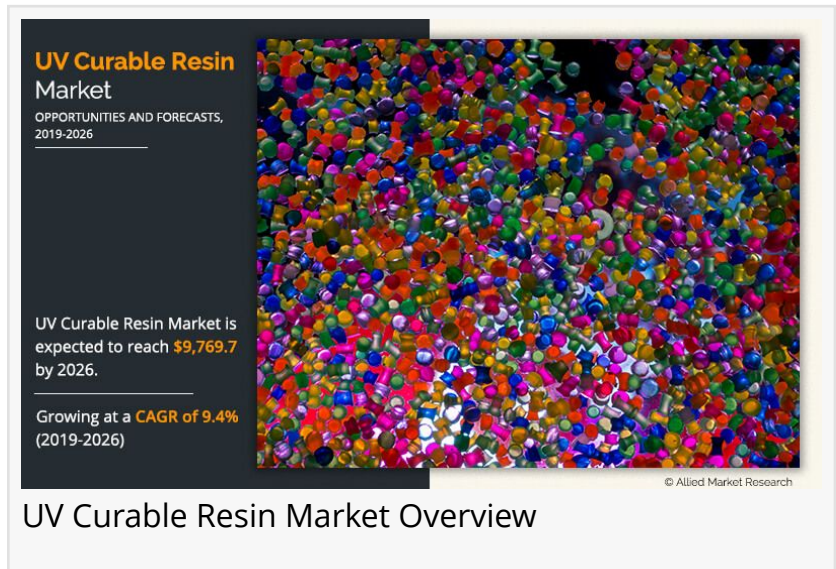 UV Curable Resin
Market
OPPORTUNITIES AND FORECASTS,
2019-2026
UV Curable Resin Market is
expected to reach $9,769.7
by 2026.
Growing at a CAGR of 9.4%
(2019-2026)
© Allied Market Research
UV Curable Resin Market Overview